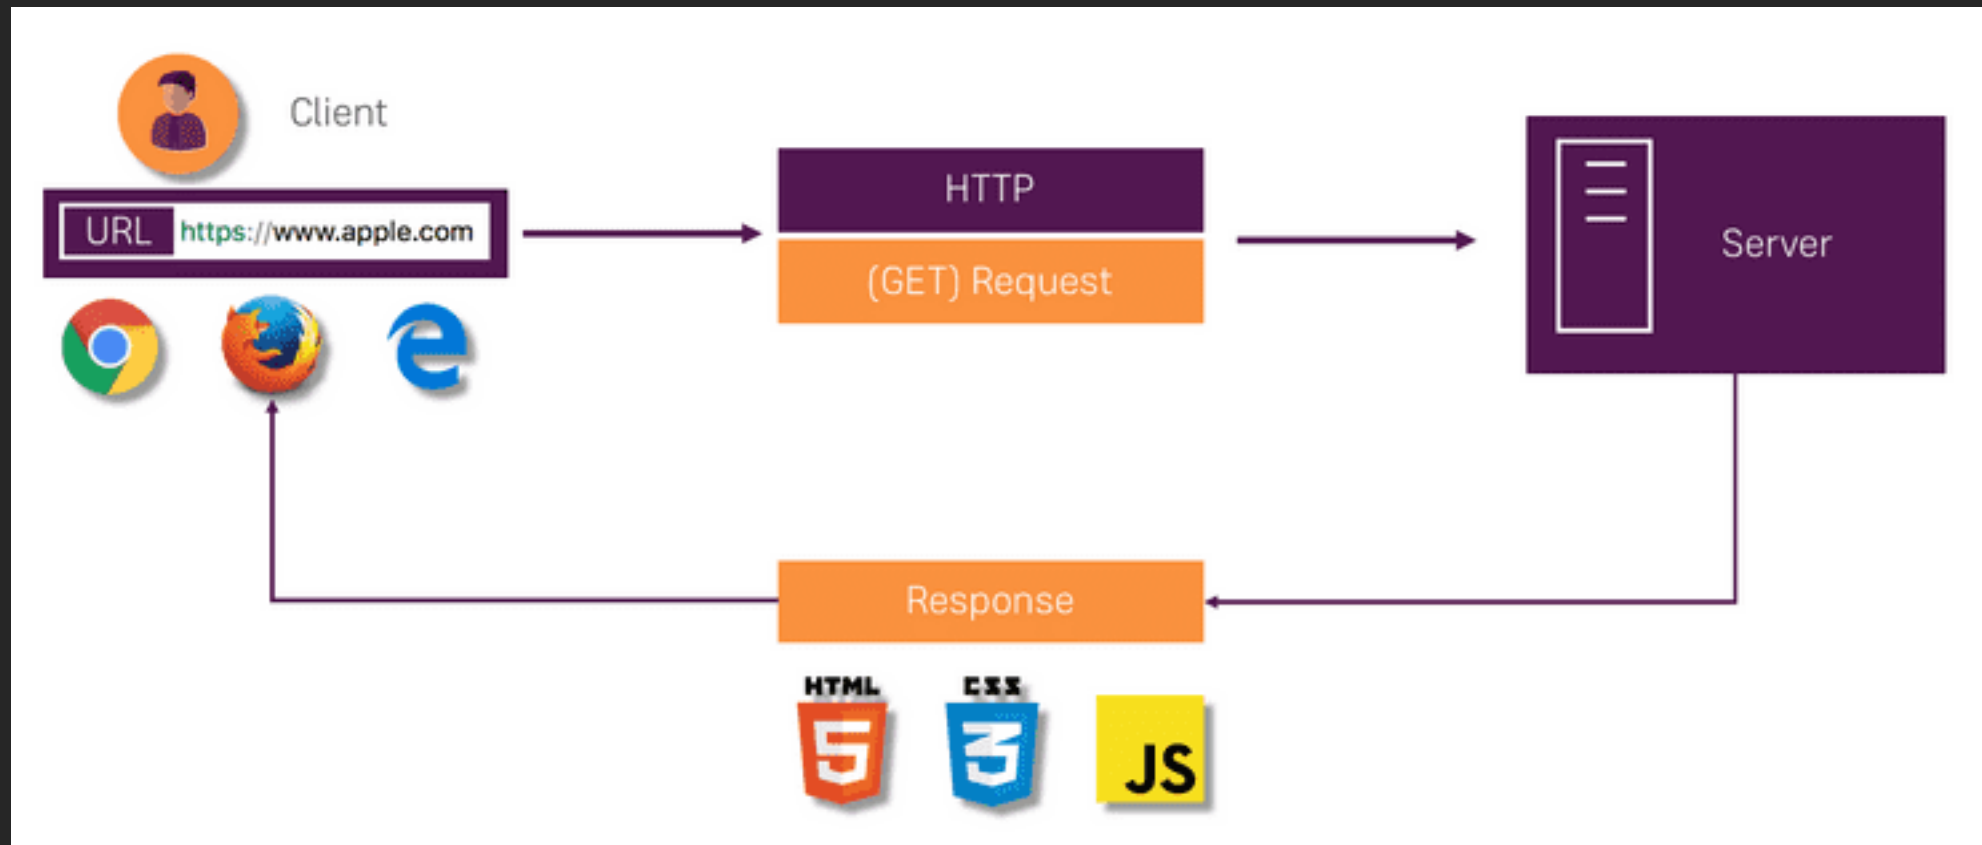 Client
URL https://www.apple.com
HTTP
(GET) Request
Server
Response
HTML
5
CSS
3
JS